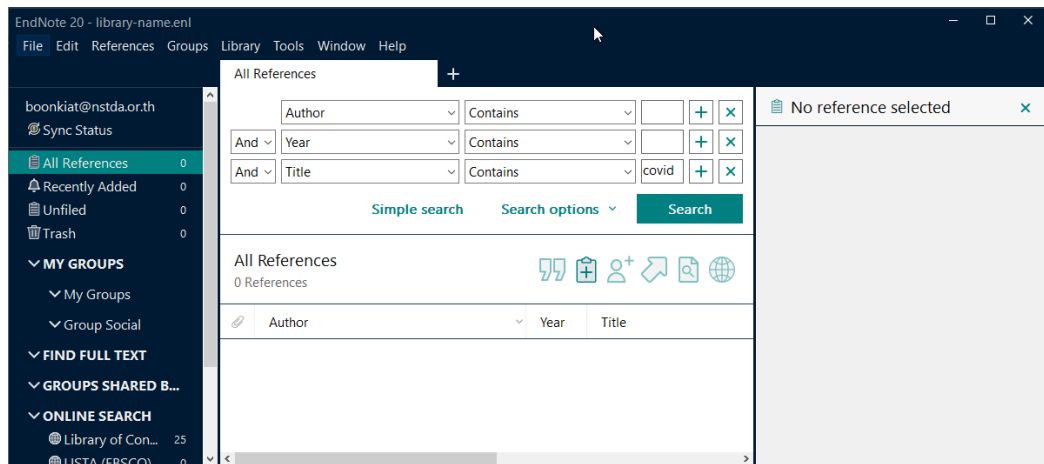 EndNote 20 - library-name.enl
File Edit References Groups Library Tools Window Help
All References
boonkiat@nstda.or.th
Sync Status
All References 0
Recently Added 0
Unfiled 0
Trash 0
MY GROUPS
My Groups
Group Social
FIND FULL TEXT
GROUPS SHARED B...
ONLINE SEARCH
Library of Con... 25
LISTA (EBSCO) 0
Author Contains
And Year Contains
And Title Contains covid
Simple search Search options Search
All References
0 References
Author Year Title
No reference selected